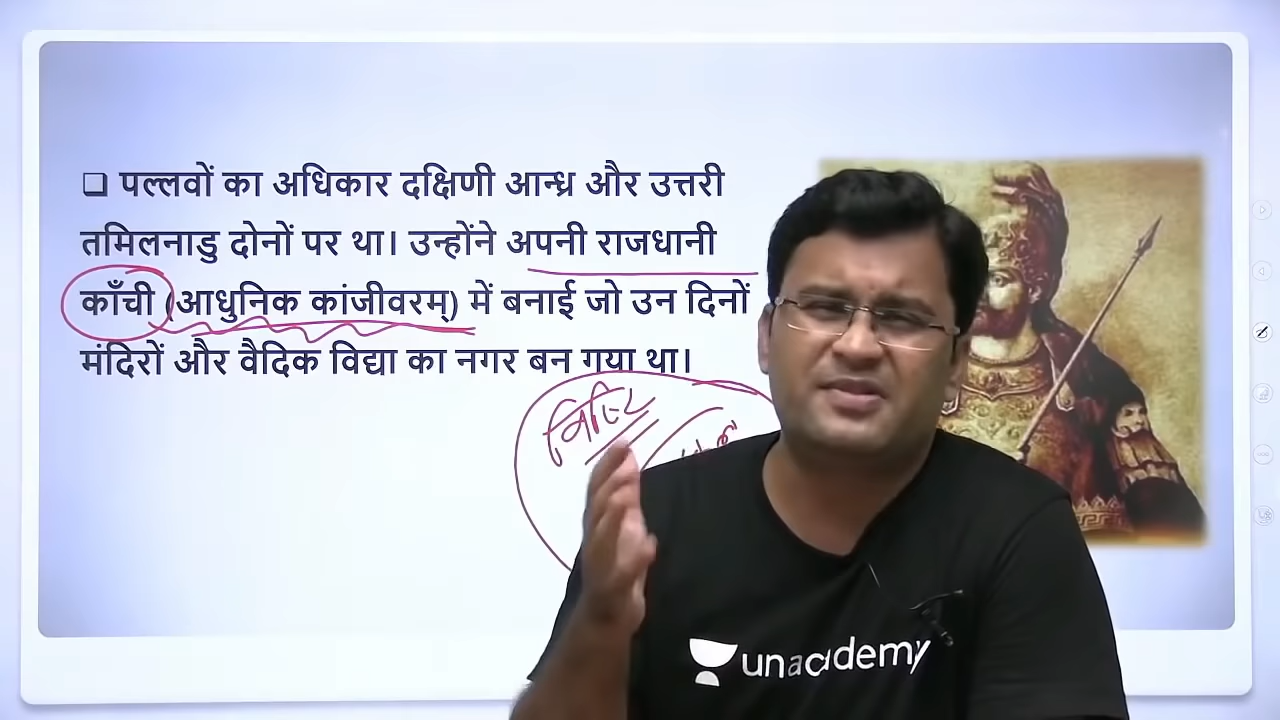 ❑ पल्लवों का अधिकार दक्षिणी आन्ध्र और उत्तरी
तमिलनाडु दोनों पर था। उन्होंने अपनी राजधानी
काँची (आधुनिक कांजीवरम्) में बनाई जो उन दिनों
मंदिरों और वैदिक विद्या का नगर बन गया था।
unacademy